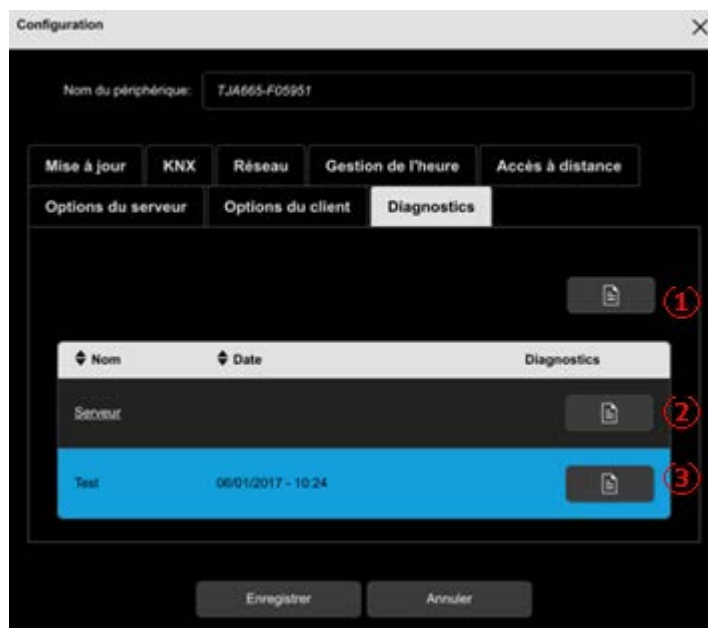 Configuration
Nom du périphérique: TJA665-F05951
Mise à jour KNX Réseau Gestion de l'heure Accès à distance
Options du serveur Options du client Diagnostics
1
Nom Date Diagnostics
Serveur 2
Test 06/01/2017 - 10:24 3
Enregistrer Annuler